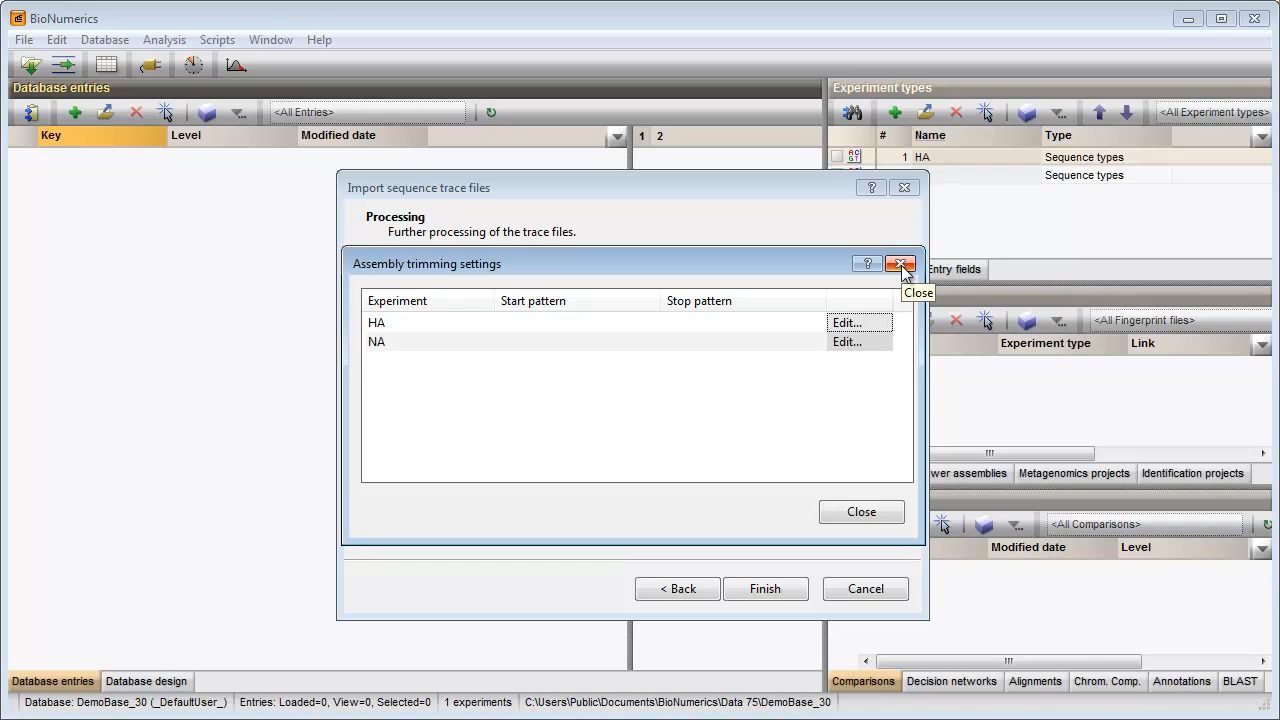 BioNumerics
File Edit Database Analysis Scripts Window Help
Database entries
Experiment types
<All Entries>
<All Experiment types>
Key Level Modified date 1 2
# Name Type
1 HA Sequence types
Sequence types
Import sequence trace files
Processing
Further processing of the trace files.
Assembly trimming settings
Close
Entry fields
Experiment Start pattern Stop pattern
HA Edit...
NA Edit...
<All Fingerprint files>
Experiment type Link
wer assemblies Metagenomics projects Identification projects
Close
<All Comparisons>
Modified date Level
< Back Finish Cancel
Database entries Database design
Comparisons Decision networks Alignments Chrom. Comp. Annotations BLAST
Database: DemoBase_30 (_DefaultUser_) Entries: Loaded=0, View=0, Selected=0 1 experiments C:\Users\Public\Documents\BioNumerics\Data 75\DemoBase_30